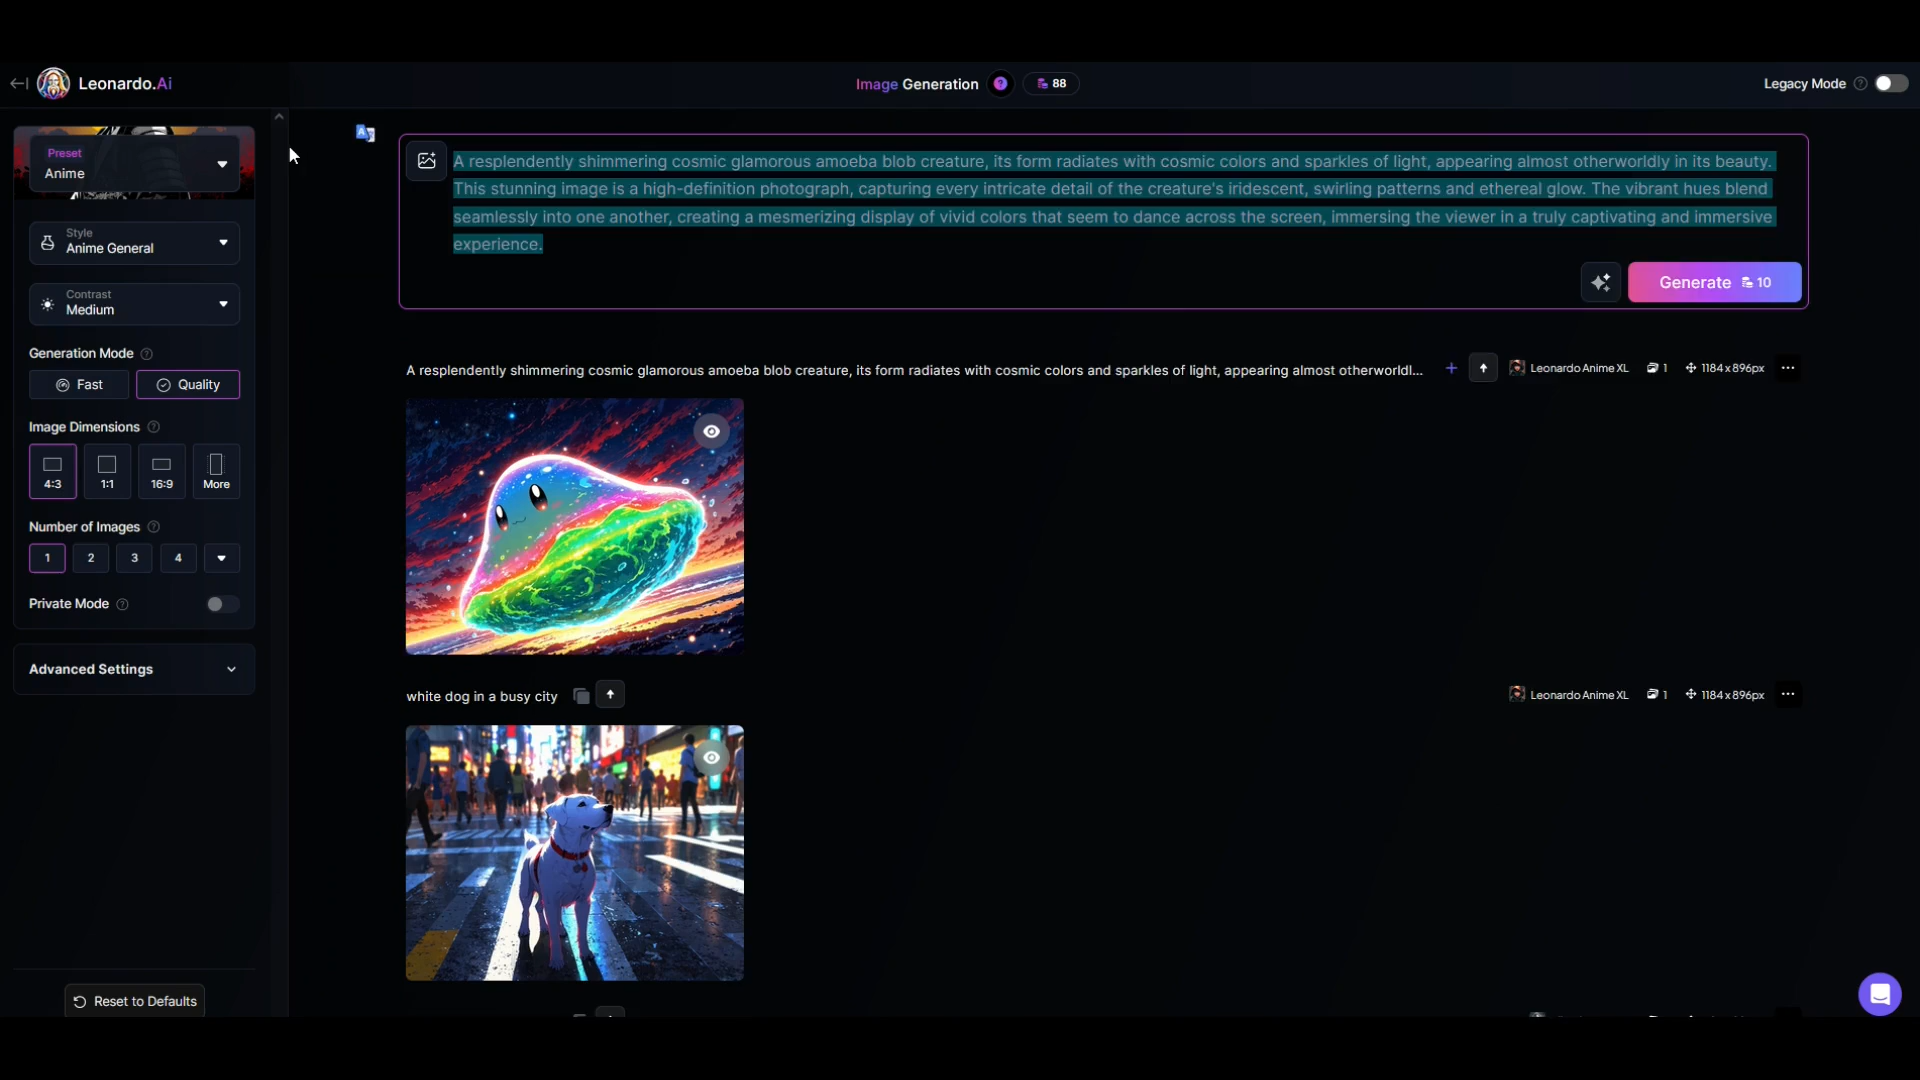 Leonardo.Ai
Image Generation
?
88
Legacy Mode ?
Preset
Anime
Style
Anime General
Contrast
Medium
Generation Mode ?
Fast
Quality
Image Dimensions ?
4:3
1:1
16:9
More
Number of Images ?
1
2
3
4
Private Mode ?
Advanced Settings
Reset to Defaults
A resplendently shimmering cosmic glamorous amoeba blob creature, its form radiates with cosmic colors and sparkles of light, appearing almost otherworldly in its beauty.
This stunning image is a high-definition photograph, capturing every intricate detail of the creature's iridescent, swirling patterns and ethereal glow. The vibrant hues blend
seamlessly into one another, creating a mesmerizing display of vivid colors that seem to dance across the screen, immersing the viewer in a truly captivating and immersive
experience.
Generate 10
A resplendently shimmering cosmic glamorous amoeba blob creature, its form radiates with cosmic colors and sparkles of light, appearing almost otherworldl...
Leonardo Anime XL
1
1184x896px
white dog in a busy city
Leonardo Anime XL
1
1184x896px